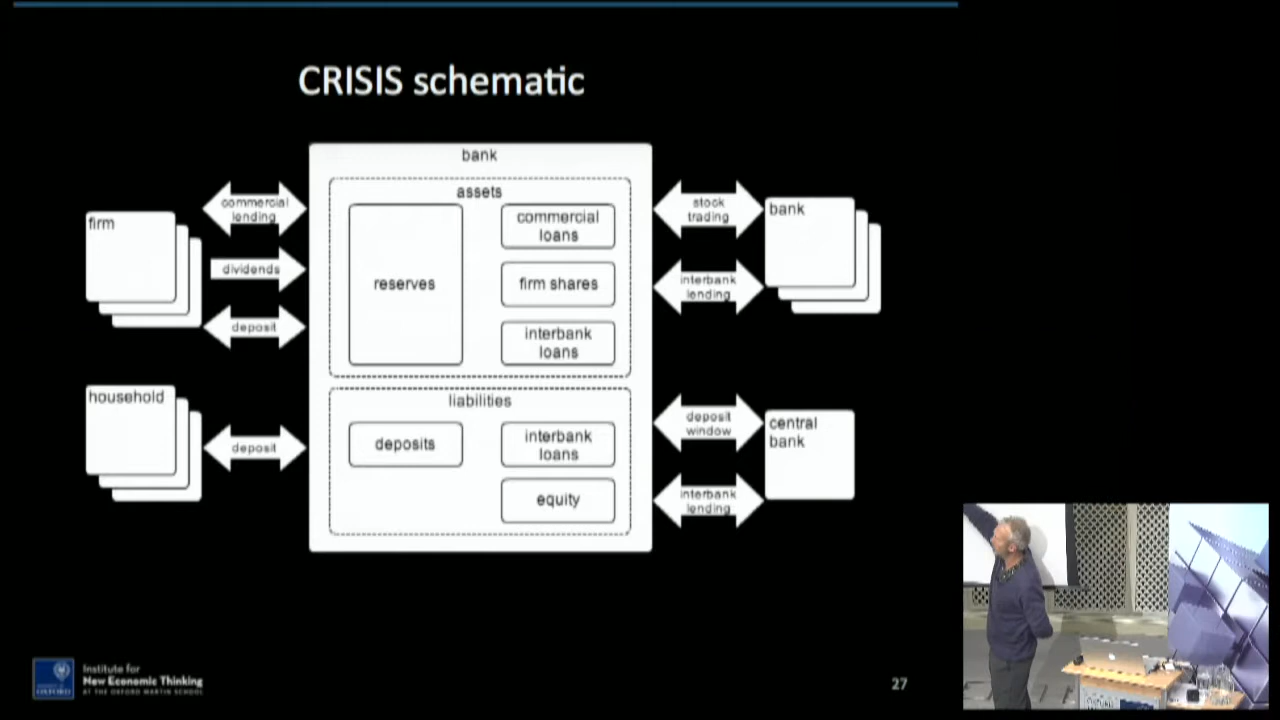 CRISIS schematic
bank
assets
reserves
commercial
loans
firm shares
interbank
loans
liabilities
deposits
interbank
loans
equity
firm
household
commercial
lending
dividends
deposit
deposit
stock
trading
interbank
lending
deposit
window
interbank
lending
bank
central
bank
OXFORD
Institute for
New Economic Thinking
AT THE OXFORD MARTIN SCHOOL
27